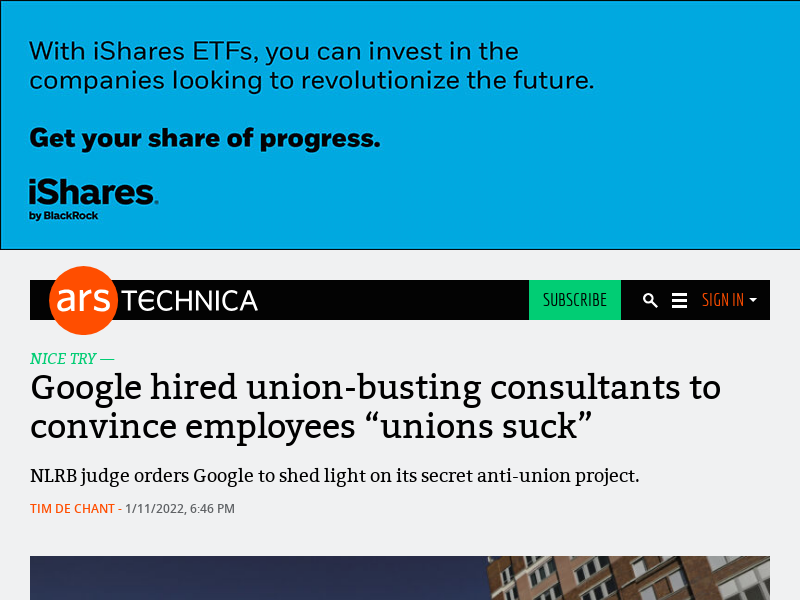 With iShares ETFs, you can invest in the
companies looking to revolutionize the future.
Get your share of progress.
iShares®
by BlackRock
ars TECHNICA
SUBSCRIBE
SIGN IN
NICE TRY —
Google hired union-busting consultants to
convince employees “unions suck”
NLRB judge orders Google to shed light on its secret anti-union project.
TIM DE CHANT - 1/11/2022, 6:46 PM